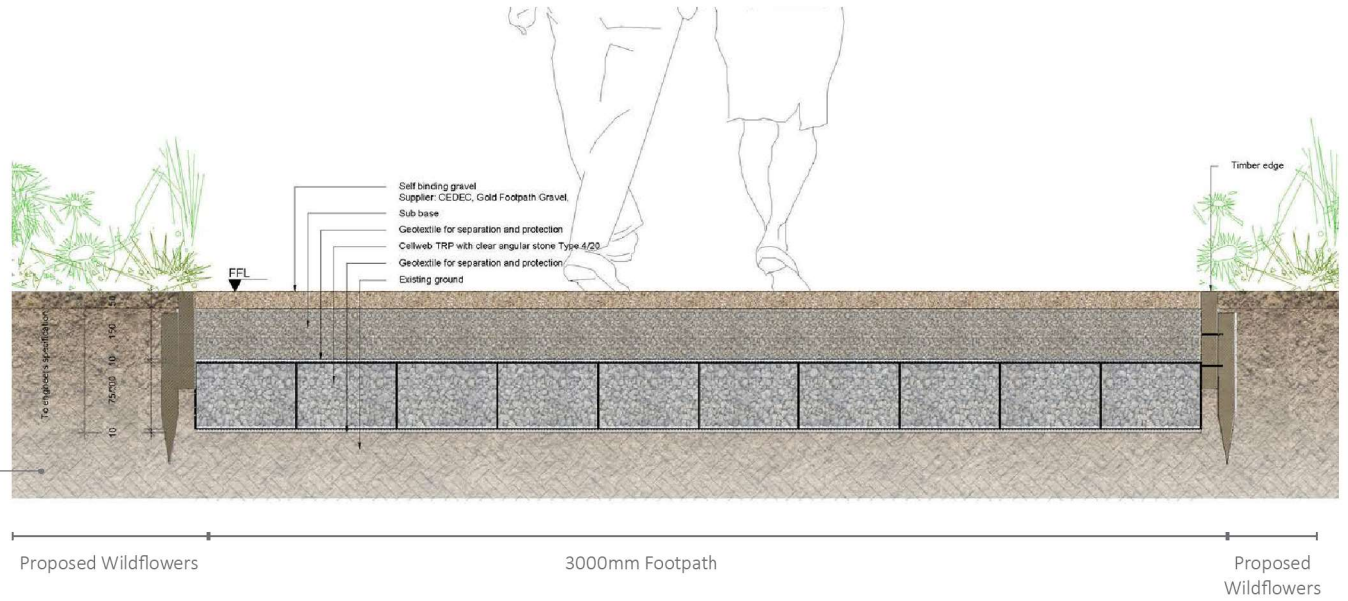 Self binding gravel
Supplier: CEDEC, Gold Footpath Gravel,
Sub base
Geotextile for separation and protection
Cellweb TRP with clear angular stone Type 4/20
Geotextile for separation and protection
Existing ground
Timber edge
FFL
To engineers specification
50
150
10
10
Proposed Wildflowers
3000mm Footpath
Proposed
Wildflowers